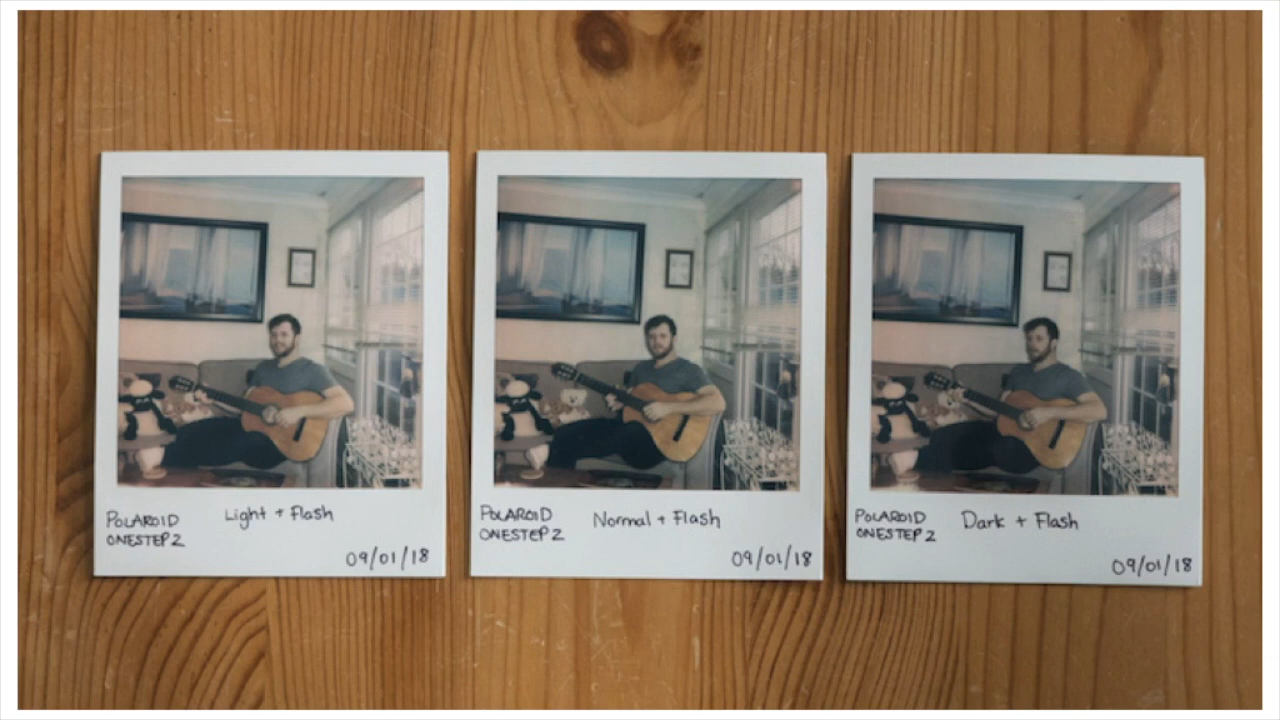 POLAROID
ONESTEP 2
Light + Flash
09/01/18
POLAROID
ONESTEP 2
Normal + Flash
09/01/18
POLAROID
ONESTEP 2
Dark + Flash
09/01/18